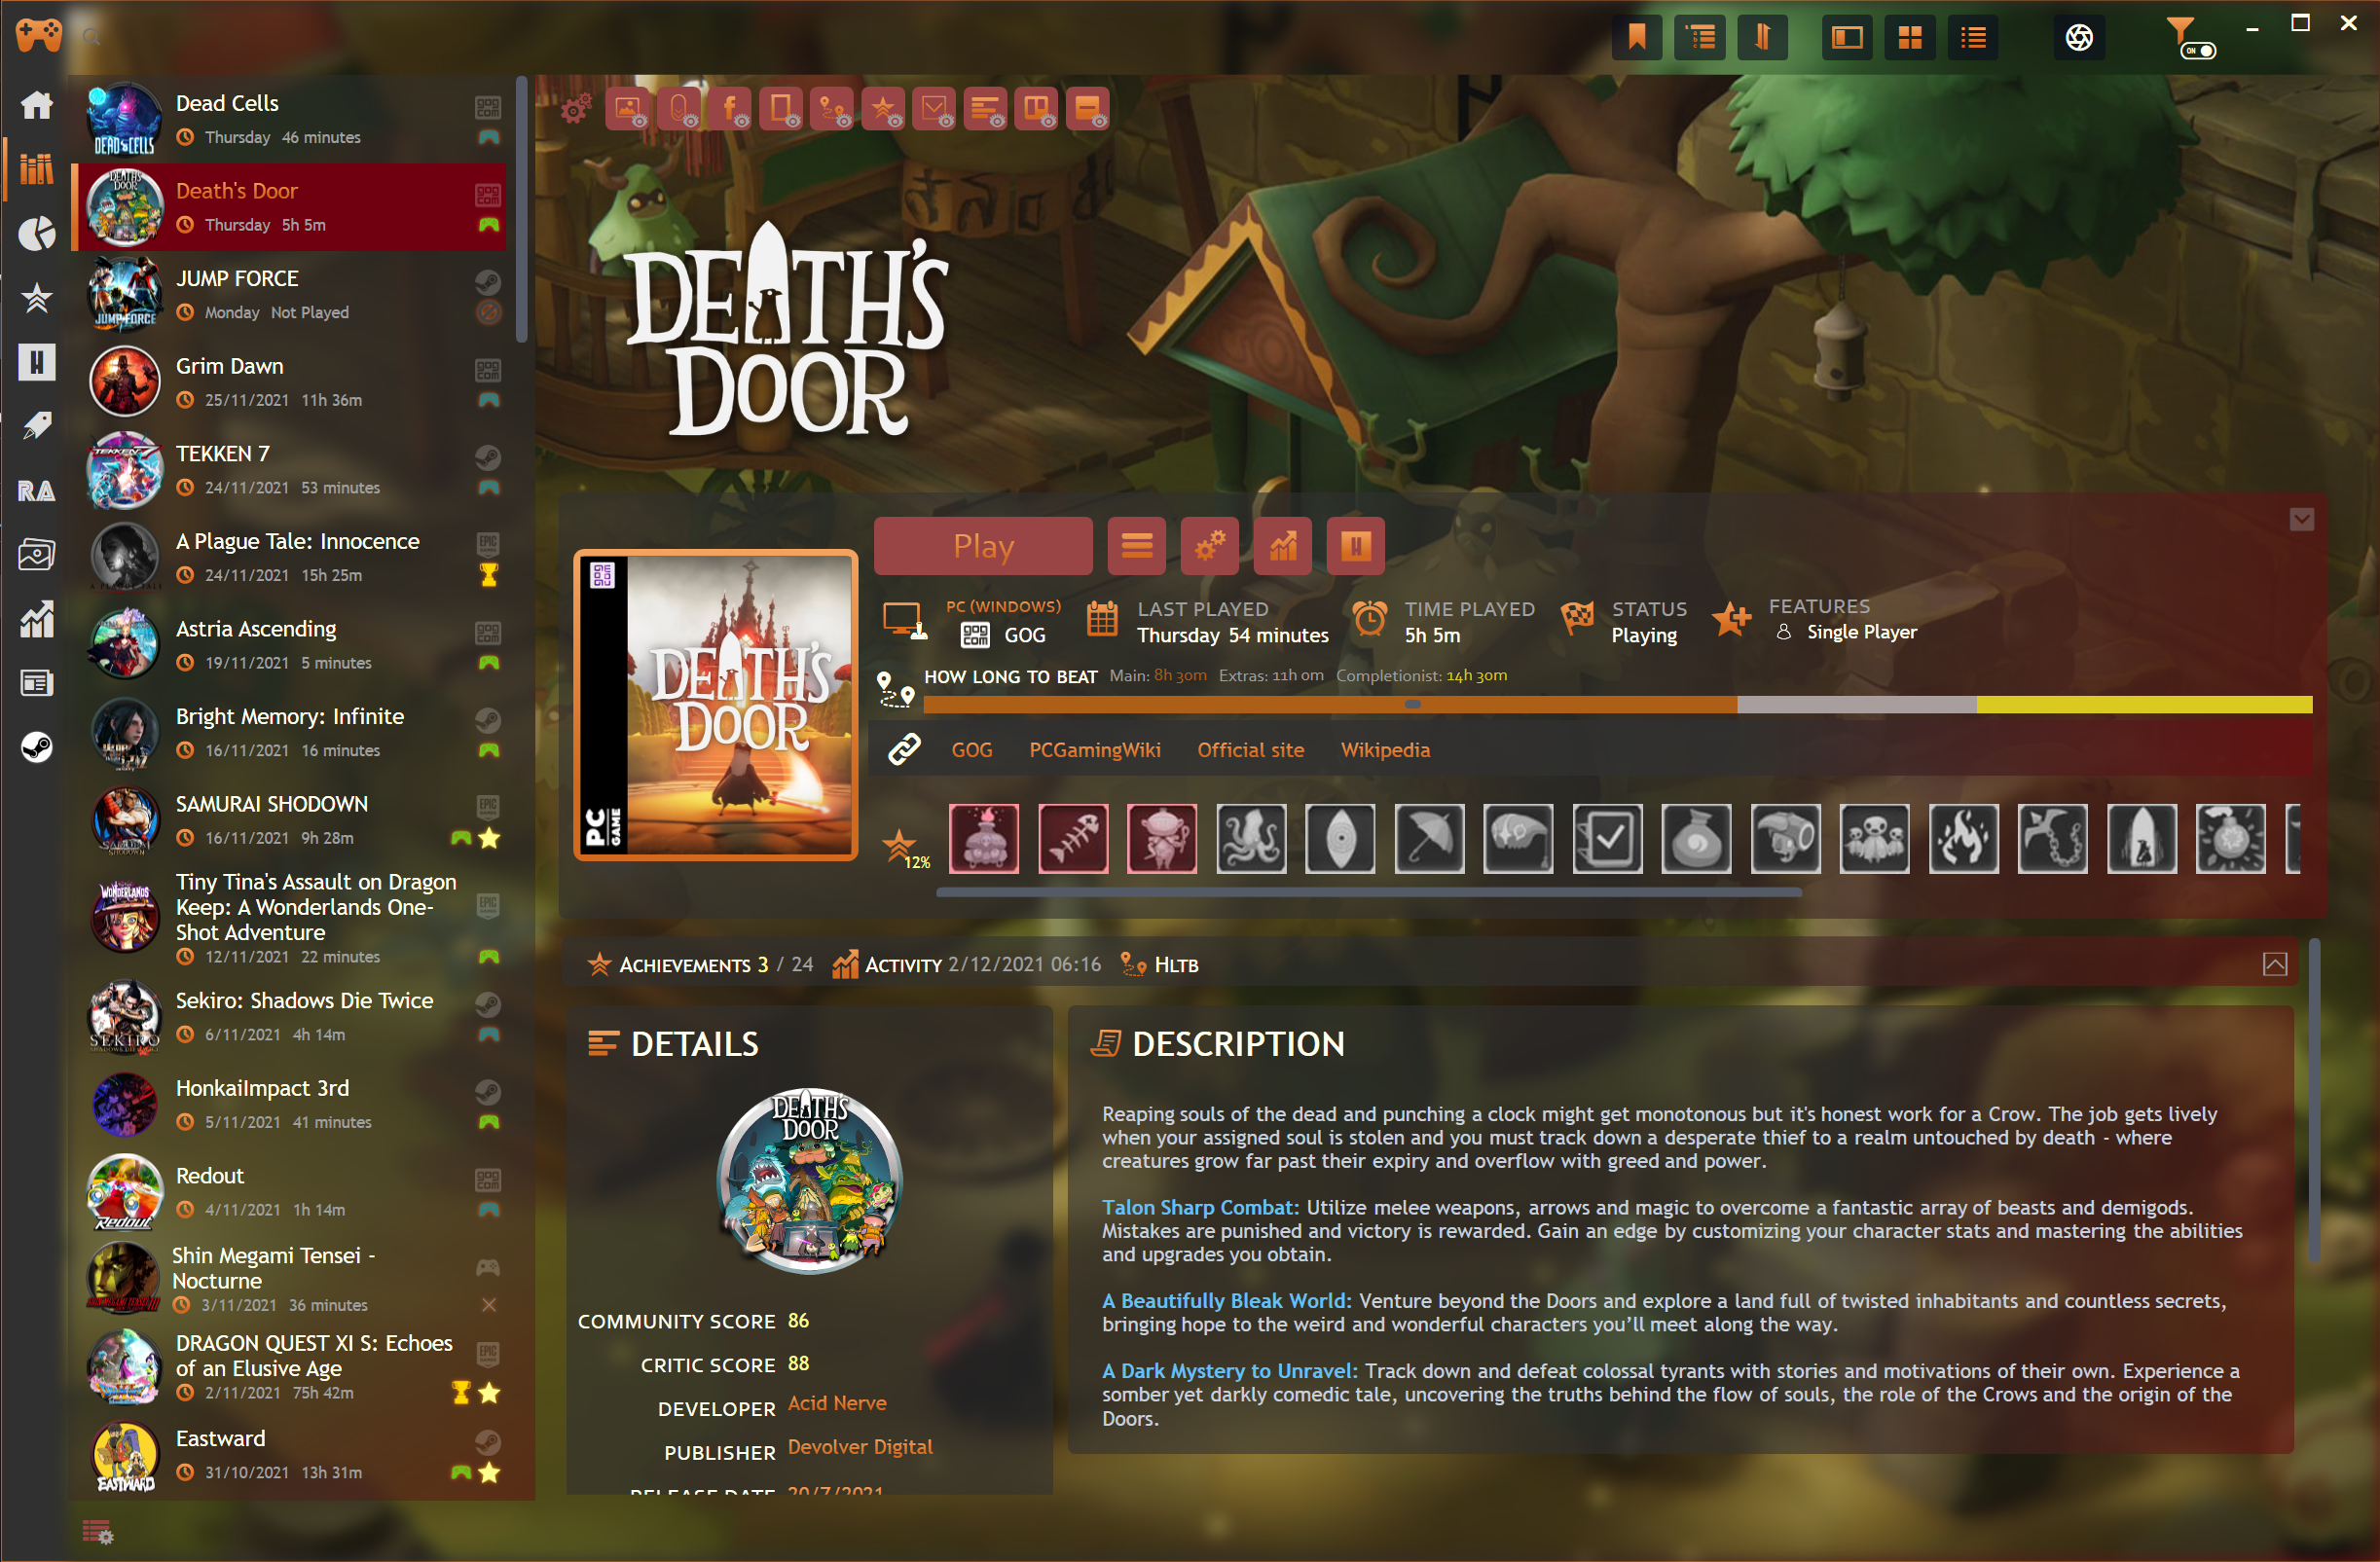 ON
Dead Cells
Thursday 46 minutes
Death's Door
Thursday 5h 5m
JUMP FORCE
Monday Not Played
Grim Dawn
25/11/2021 11h 36m
TEKKEN 7
24/11/2021 53 minutes
A Plague Tale: Innocence
24/11/2021 15h 25m
Astria Ascending
19/11/2021 5 minutes
Bright Memory: Infinite
16/11/2021 16 minutes
SAMURAI SHODOWN
16/11/2021 9h 28m
Tiny Tina's Assault on Dragon
Keep: A Wonderlands One-
Shot Adventure
12/11/2021 22 minutes
Sekiro: Shadows Die Twice
6/11/2021 4h 14m
HonkaiImpact 3rd
5/11/2021 41 minutes
Redout
4/11/2021 1h 14m
Shin Megami Tensei -
Nocturne
3/11/2021 36 minutes
DRAGON QUEST XI S: Echoes
of an Elusive Age
2/11/2021 75h 42m
Eastward
31/10/2021 13h 31m
RA
DEATH'S
DOOR
Play
PC (WINDOWS)
GOG
LAST PLAYED
Thursday 54 minutes
TIME PLAYED
5h 5m
STATUS
Playing
FEATURES
Single Player
HOW LONG TO BEAT Main: 8h 30m Extras: 11h 0m Completionist: 14h 30m
GOG PCGamingWiki Official site Wikipedia
12%
DEATH'S
DOOR
PC
GAME
ACHIEVEMENTS 3 / 24 ACTIVITY 2/12/2021 06:16 HLTB
DETAILS
DEATH'S
DOOR
COMMUNITY SCORE 86
CRITIC SCORE 88
DEVELOPER Acid Nerve
PUBLISHER Devolver Digital
RELEASE DATE 20/7/2021
DESCRIPTION
Reaping souls of the dead and punching a clock might get monotonous but it's honest work for a Crow. The job gets lively
when your assigned soul is stolen and you must track down a desperate thief to a realm untouched by death - where
creatures grow far past their expiry and overflow with greed and power.
Talon Sharp Combat: Utilize melee weapons, arrows and magic to overcome a fantastic array of beasts and demigods.
Mistakes are punished and victory is rewarded. Gain an edge by customizing your character stats and mastering the abilities
and upgrades you obtain.
A Beautifully Bleak World: Venture beyond the Doors and explore a land full of twisted inhabitants and countless secrets,
bringing hope to the weird and wonderful characters you’ll meet along the way.
A Dark Mystery to Unravel: Track down and defeat colossal tyrants with stories and motivations of their own. Experience a
somber yet darkly comedic tale, uncovering the truths behind the flow of souls, the role of the Crows and the origin of the
Doors.